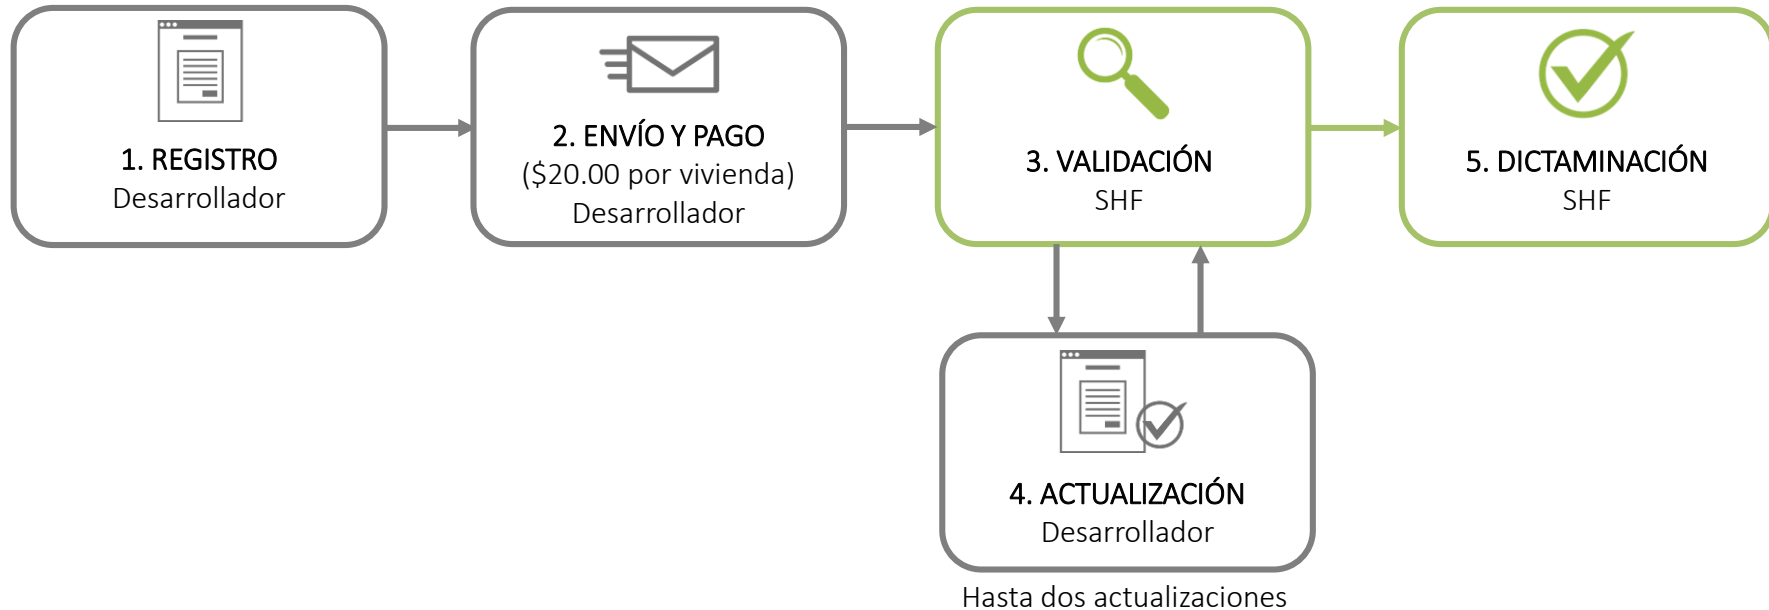 1. REGISTRO
Desarrollador
2. ENVÍO Y PAGO
($20.00 por vivienda)
Desarrollador
3. VALIDACIÓN
SHF
5. DICTAMINACIÓN
SHF
4. ACTUALIZACIÓN
Desarrollador
Hasta dos actualizaciones